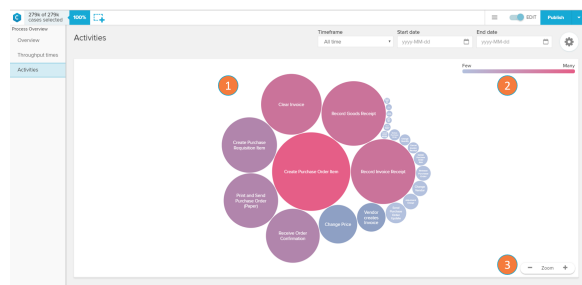 279k of 279k
cases selected
100%
EDIT
Publish
Process Overview
Overview
Throughput times
Activities
Activities
Timeframe
All time
Start date
yyyy-MM-dd
End date
yyyy-MM-dd
Few
Many
1
2
3
Clear Invoice
Record Goods Receipt
Create Purchase
Requisition Item
Create Purchase Order Item
Record Invoice Receipt
Print and Send
Purchase Order
(Paper)
Receive Order
Confirmation
Change Price
Vendor
creates
invoice
- Zoom +